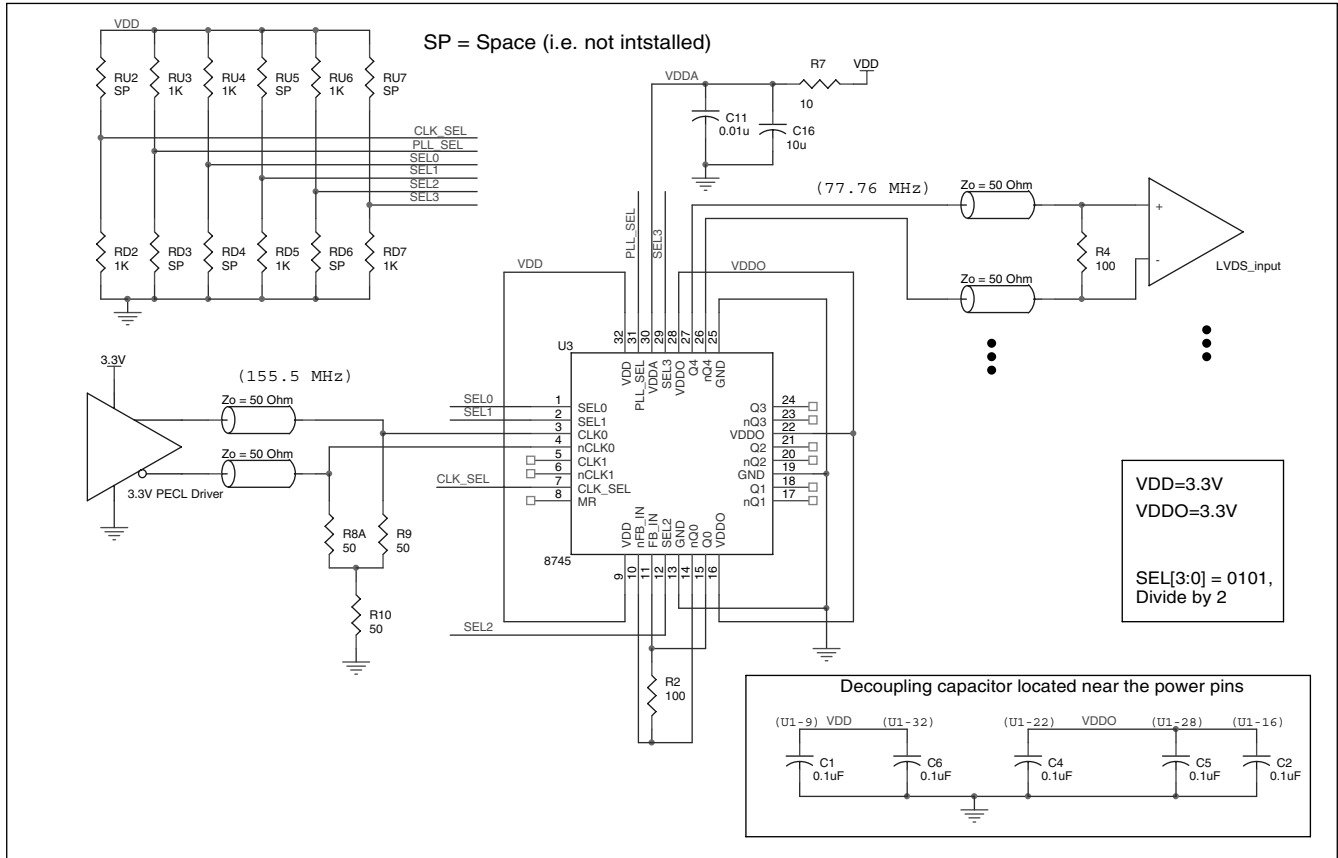 VDD
SP = Space (i.e. not intstalled)
RU2
SP
RU3
1K
RU4
1K
RU5
SP
RU6
1K
RU7
SP
CLK_SEL
PLL_SEL
SEL0
SEL1
SEL2
SEL3
RD2
1K
RD3
SP
RD4
SP
RD5
1K
RD6
SP
RD7
1K
VDDA
R7
10
VDD
C11
0.01u
C16
10u
(77.76 MHz)
Zo = 50 Ohm
Zo = 50 Ohm
R4
100
+
-
LVDS_input
PLL_SEL
SEL3
VDD
VDDO
3.3V
(155.5 MHz)
Zo = 50 Ohm
Zo = 50 Ohm
3.3V PECL Driver
R8A
50
R9
50
R10
50
U3
32
31
30
29
28
27
26
25
VDD
PLL_SEL
VDDA
SEL3
VDDO
Q4
nQ4
GND
SEL0
SEL1
CLK_SEL
1
2
3
4
5
6
7
8
SEL0
SEL1
CLK0
nCLK0
CLK1
nCLK1
CLK_SEL
MR
Q3
nQ3
VDDO
Q2
nQ2
GND
Q1
nQ1
24
23
22
21
20
19
18
17
VDD
nFB_IN
FB_IN
SEL2
GND
nQ0
Q0
VDDO
8745
9
10
11
12
13
14
15
16
SEL2
R2
100
VDD=3.3V
VDDO=3.3V
SEL[3:0] = 0101,
Divide by 2
Decoupling capacitor located near the power pins
(U1-9) VDD (U1-32) (U1-22) VDDO (U1-28) (U1-16)
C1
0.1uF
C6
0.1uF
C4
0.1uF
C5
0.1uF
C2
0.1uF